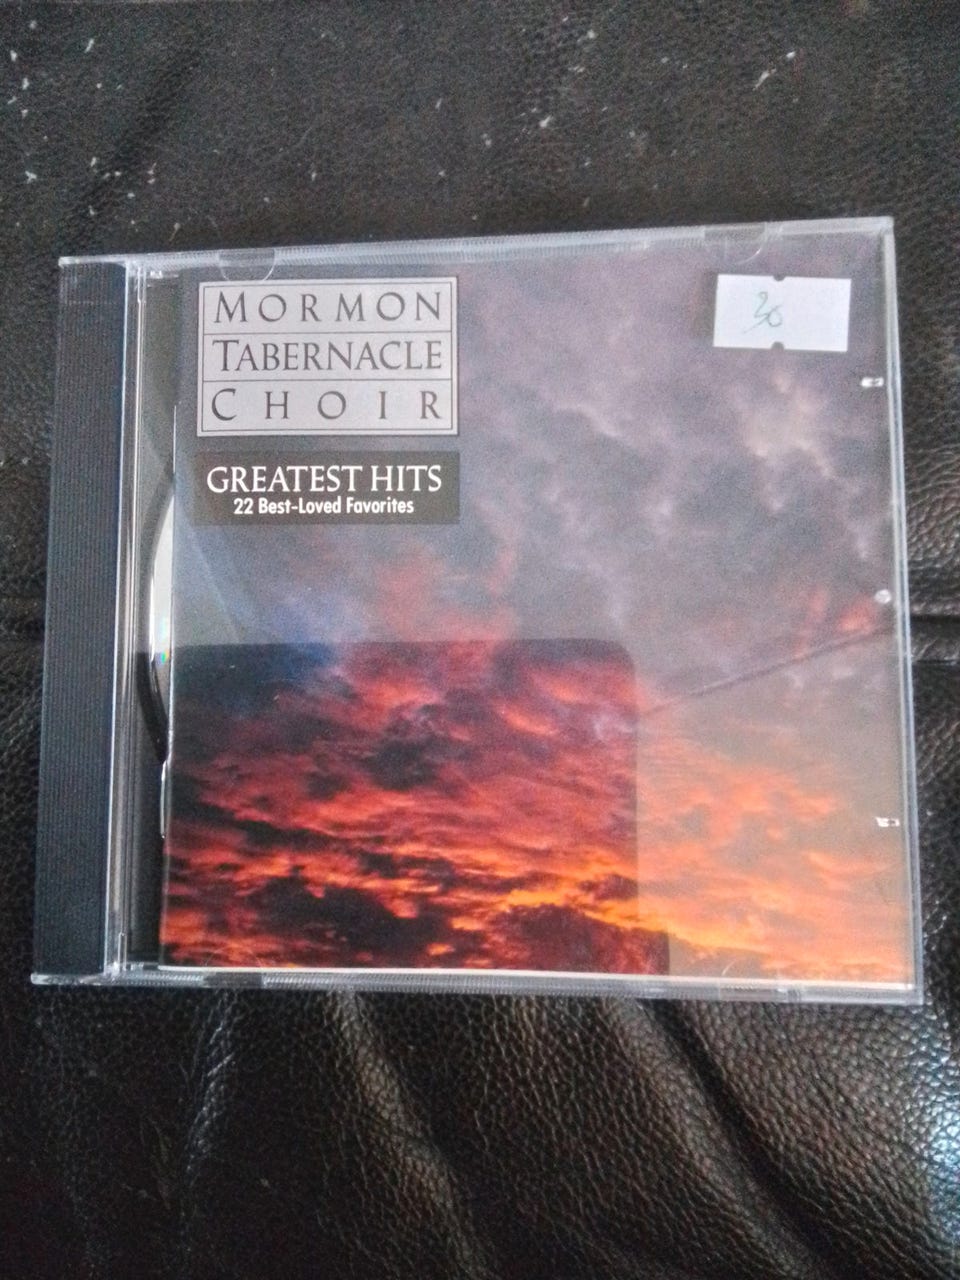 MORMON
TABERNACLE
CHOIR
GREATEST HITS
22 Best-Loved Favorites
30